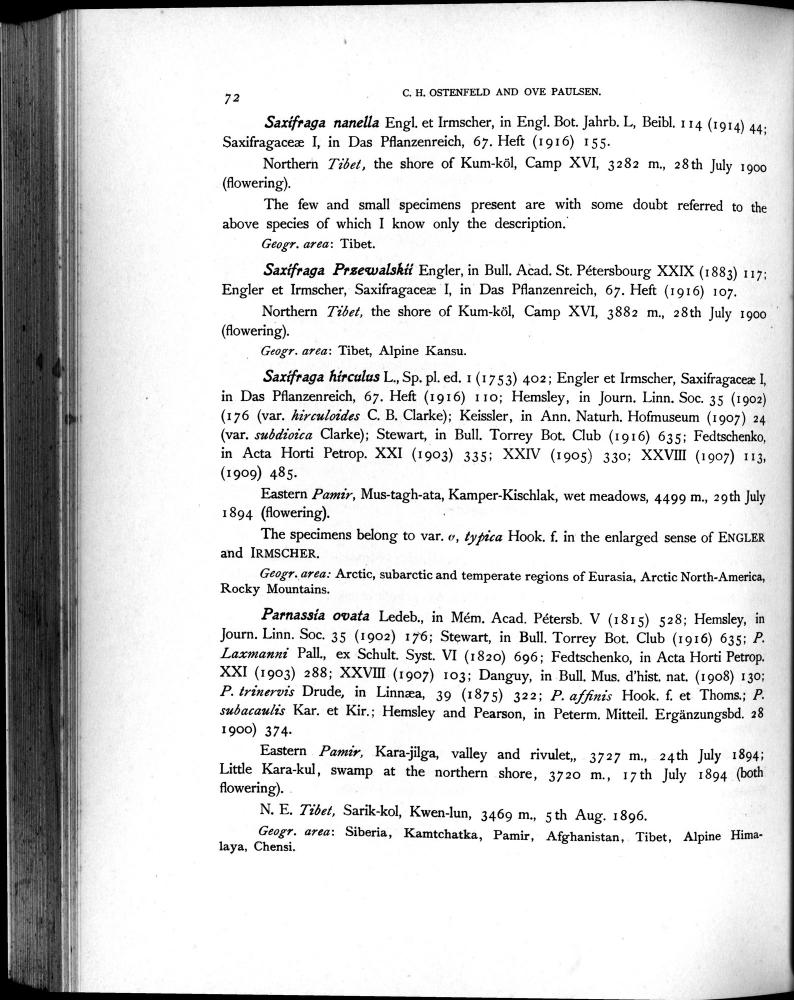 72
C. H. OSTENFELD AND OVE PAULSEN.
Saxifraga nanella Engl. et Irmscher, in Engl. Bot. Jahrb. L, Beibl. 114 (1914) 44;
Saxifragaceæ I, in Das Pflanzenreich, 67. Heft (1916) 155.
Northern Tibet, the shore of Kum-köl, Camp XVI, 3282 m., 28th July 1900
(flowering).
The few and small specimens present are with some doubt referred to the
above species of which I know only the description.
Geogr. area: Tibet.
Saxifraga Przewalskii Engler, in Bull. Acad. St. Pétersbourg XXIX (1883) 117;
Engler et Irmscher, Saxifragaceæ I, in Das Pflanzenreich, 67. Heft (1916) 107.
Northern Tibet, the shore of Kum-köl, Camp XVI, 3882 m., 28th July 1900
(flowering).
Geogr. area: Tibet, Alpine Kansu.
Saxifraga hirculus L., Sp. pl. ed. 1 (1753) 402; Engler et Irmscher, Saxifragaceæ I,
in Das Pflanzenreich, 67. Heft (1916) 110; Hemsley, in Journ. Linn. Soc. 35 (1902)
(176 (var. hirculoides C. B. Clarke); Keissler, in Ann. Naturh. Hofmuseum (1907) 24
(var. subdioica Clarke); Stewart, in Bull. Torrey Bot. Club (1916) 635; Fedtschenko,
in Acta Horti Petrop. XXI (1903) 335; XXIV (1905) 330; XXVIII (1907) 113,
(1909) 485.
Eastern Pamir, Mus-tagh-ata, Kamper-Kischlak, wet meadows, 4499 m., 29th July
1894 (flowering).
The specimens belong to var. α, typica Hook. f. in the enlarged sense of ENGLER
and IRMSCHER.
Geogr. area: Arctic, subarctic and temperate regions of Eurasia, Arctic North-America,
Rocky Mountains.
Parnassia ovata Ledeb., in Mém. Acad. Pétersb. V (1815) 528; Hemsley, in
Journ. Linn. Soc. 35 (1902) 176; Stewart, in Bull. Torrey Bot. Club (1916) 635; P.
Laxmanni Pall., ex Schult. Syst. VI (1820) 696; Fedtschenko, in Acta Horti Petrop.
XXI (1903) 288; XXVIII (1907) 103; Danguy, in Bull. Mus. d'hist. nat. (1908) 130;
P. trinervis Drude, in Linnæa, 39 (1875) 322; P. affinis Hook. f. et Thoms.; P.
subacaulis Kar. et Kir.; Hemsley and Pearson, in Peterm. Mitteil. Ergänzungsbd. 28
1900) 374.
Eastern Pamir, Kara-jilga, valley and rivulet,, 3727 m., 24th July 1894;
Little Kara-kul, swamp at the northern shore, 3720 m., 17th July 1894 (both
flowering).
N. E. Tibet, Sarik-kol, Kwen-lun, 3469 m., 5th Aug. 1896.
Geogr. area: Siberia, Kamtchatka, Pamir, Afghanistan, Tibet, Alpine Hima-
laya, Chensi.